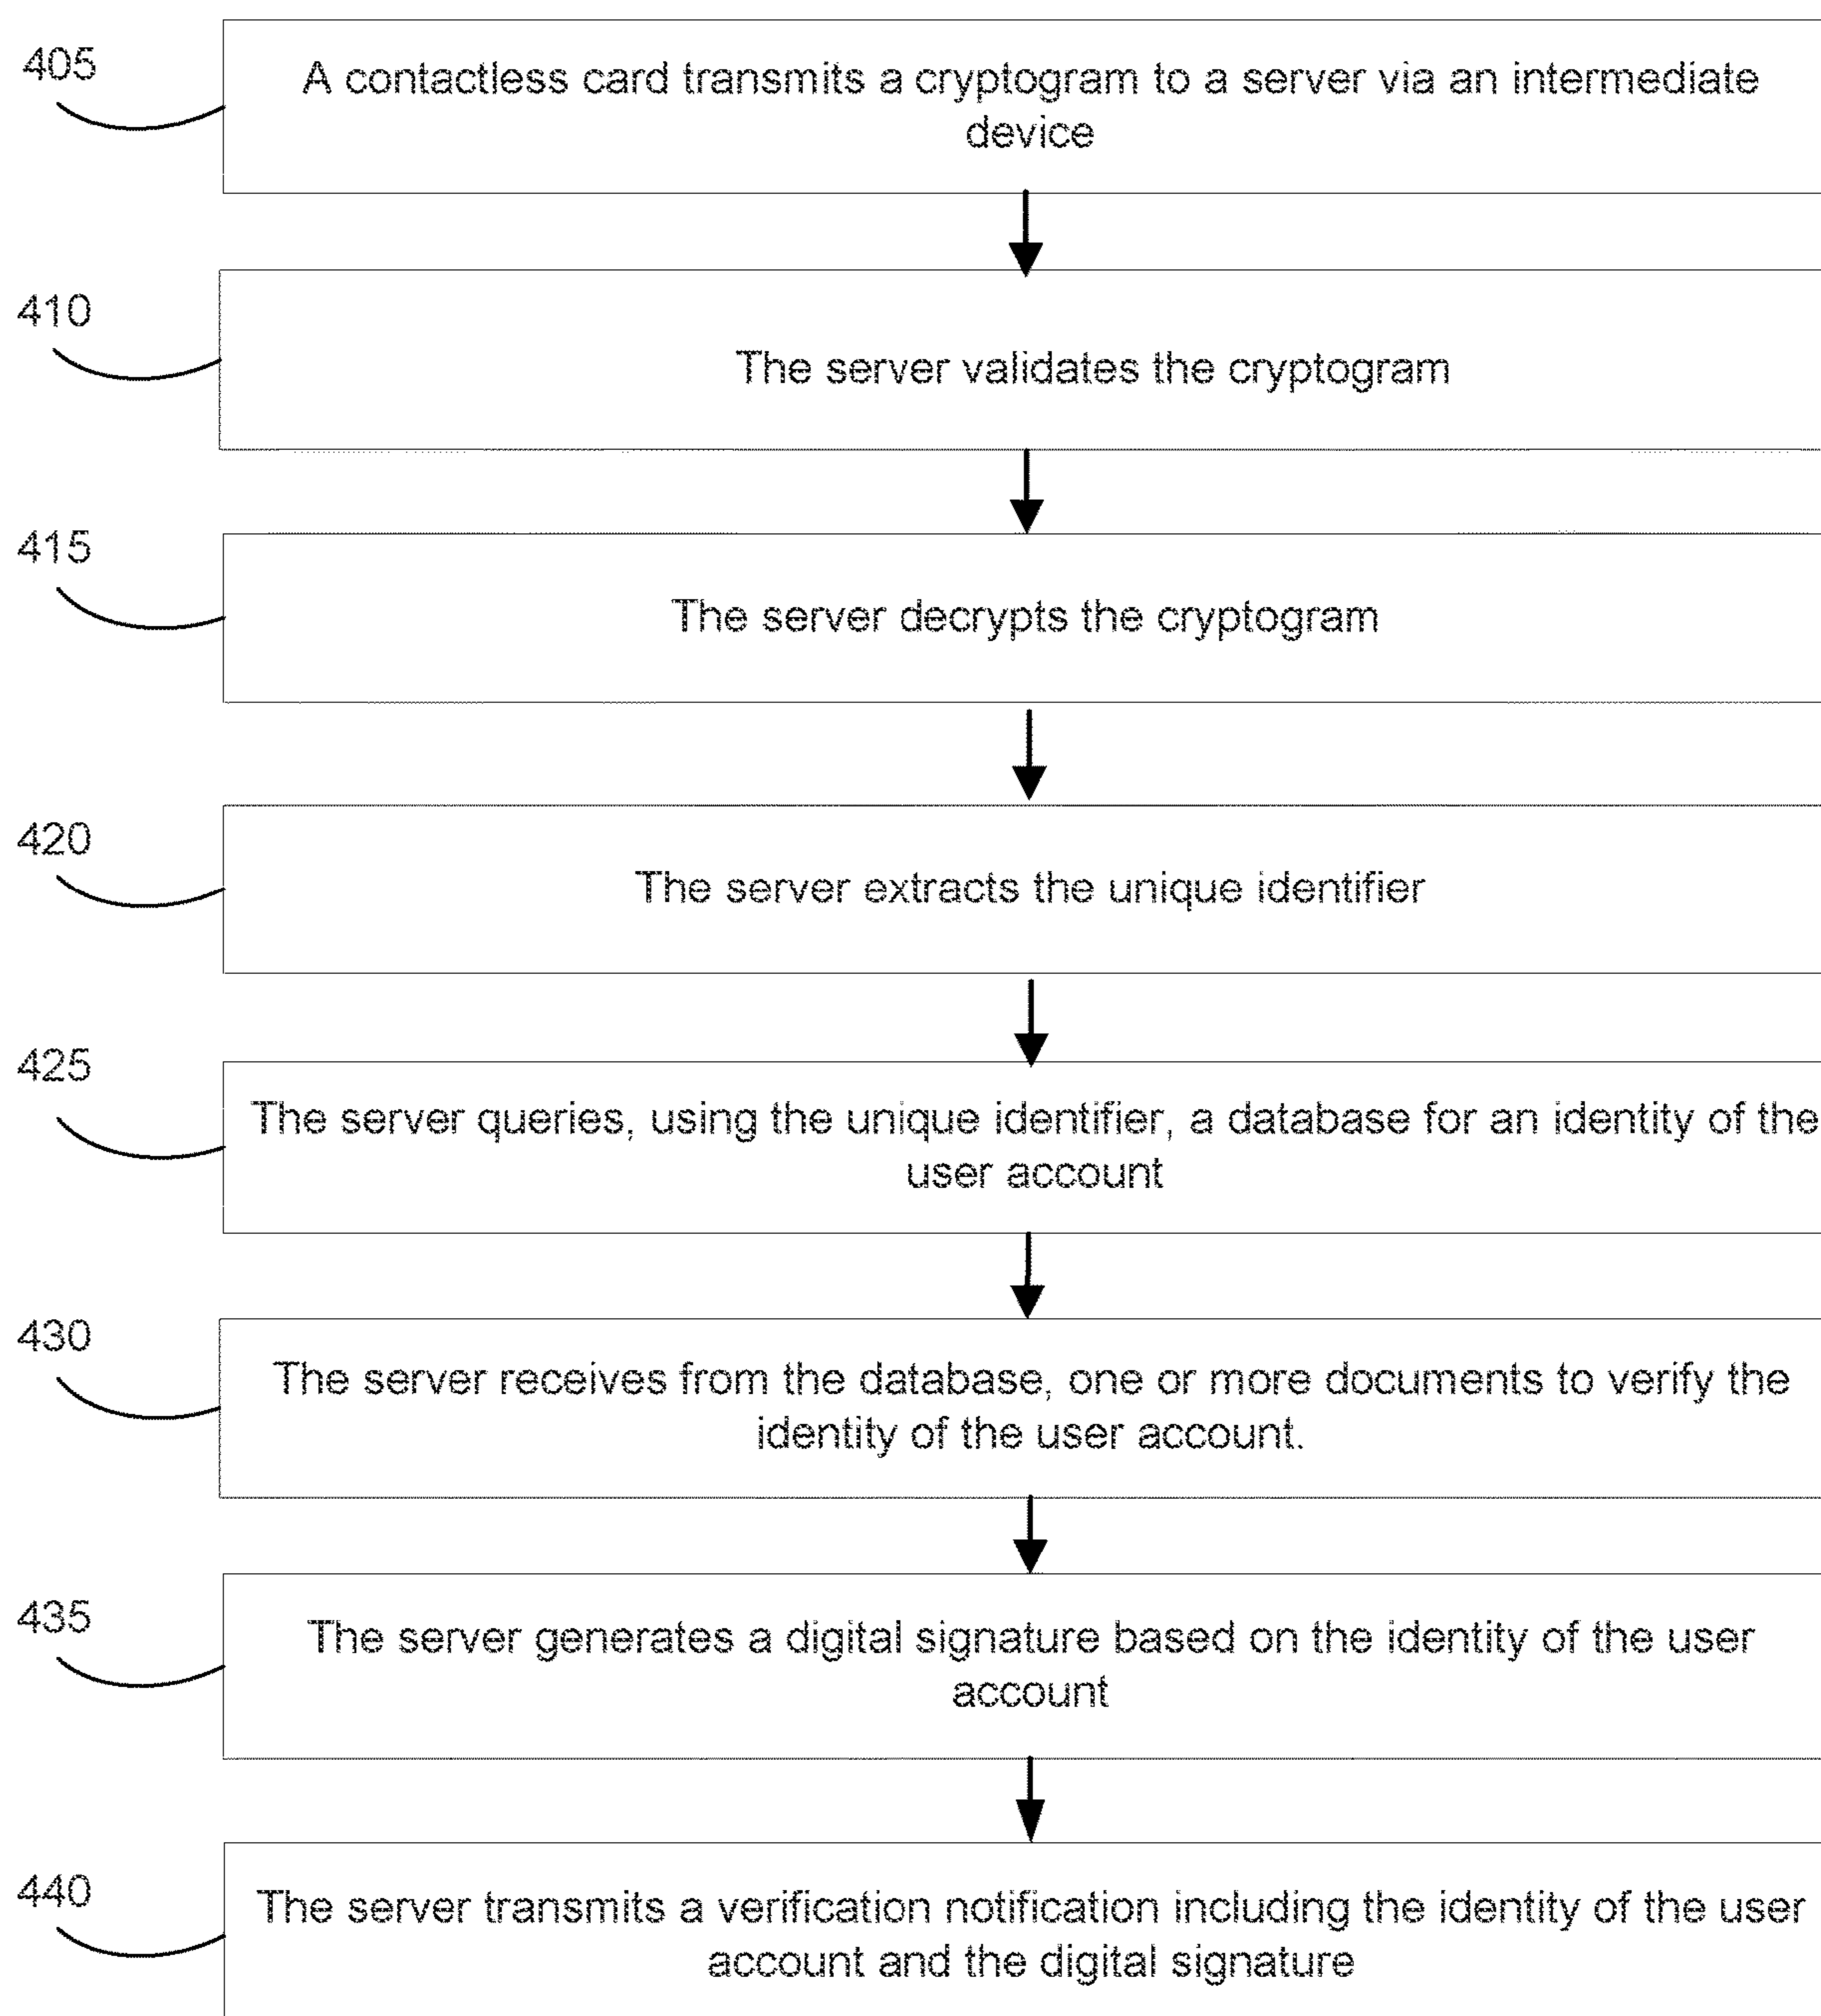 405
A contactless card transmits a cryptogram to a server via an intermediate
device
410
The server validates the cryptogram
415
The server decrypts the cryptogram
420
The server extracts the unique identifier
425
The server queries, using the unique identifier, a database for an identity of the
user account
430
The server receives from the database, one or more documents to verify the
identity of the user account.
435
The server generates a digital signature based on the identity of the user
account
440
The server transmits a verification notification including the identity of the user
account and the digital signature